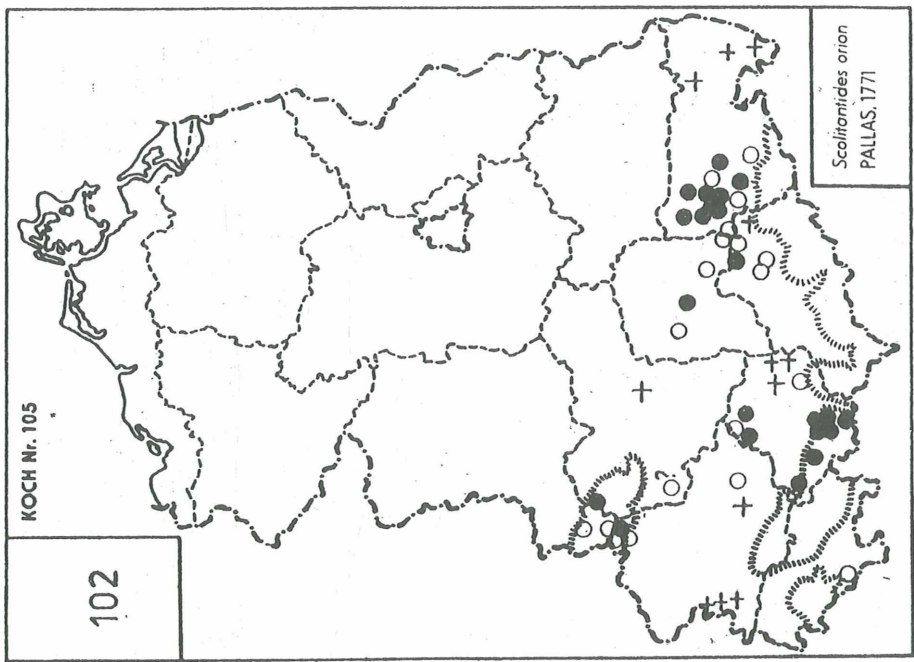 102
KOCH Nr. 105
Scolitantides orion
PALLAS, 1771
?